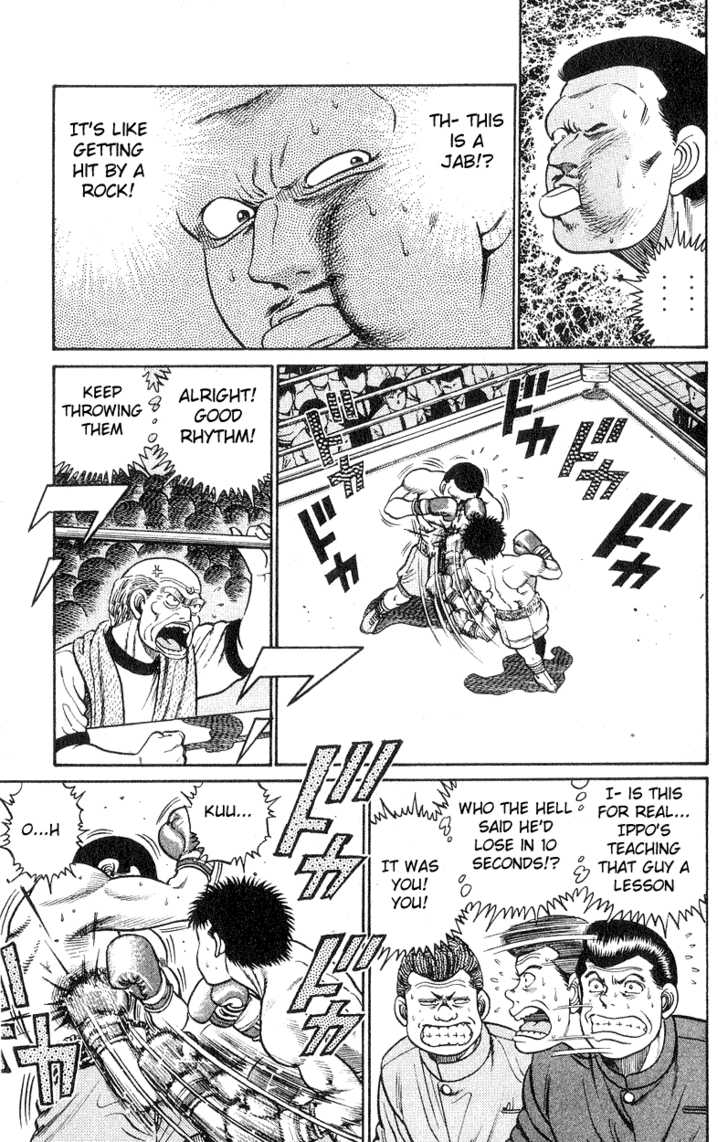 ......
TH- THIS
IS A
JAB!?
IT'S LIKE
GETTING
HIT BY A
ROCK!
ドカ
ドカ
ドカ
ドカ
ドカ
ドカ
ALRIGHT!
GOOD
RHYTHM!
KEEP
THROWING
THEM
I- IS THIS
FOR REAL...
IPPO'S
TEACHING
THAT GUY A
LESSON
WHO THE HELL
SAID HE'D
LOSE IN 10
SECONDS!?
IT WAS
YOU!
YOU!
ドカ
ドカ
KUU...
O...H
ドカ